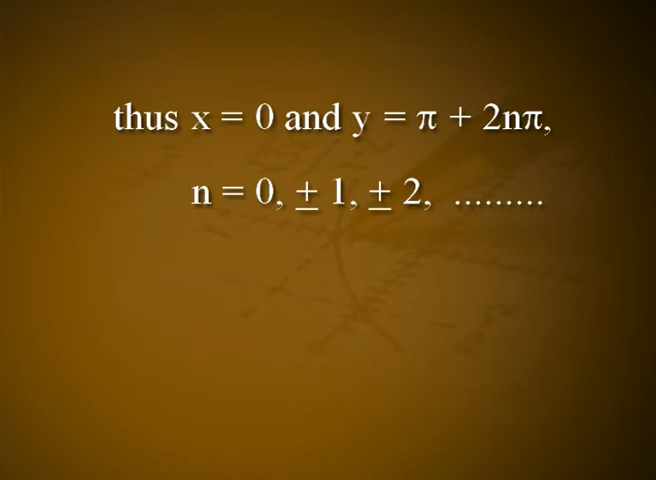 thus x = 0 and y = π + 2nπ,
n = 0, ± 1, ± 2, .........